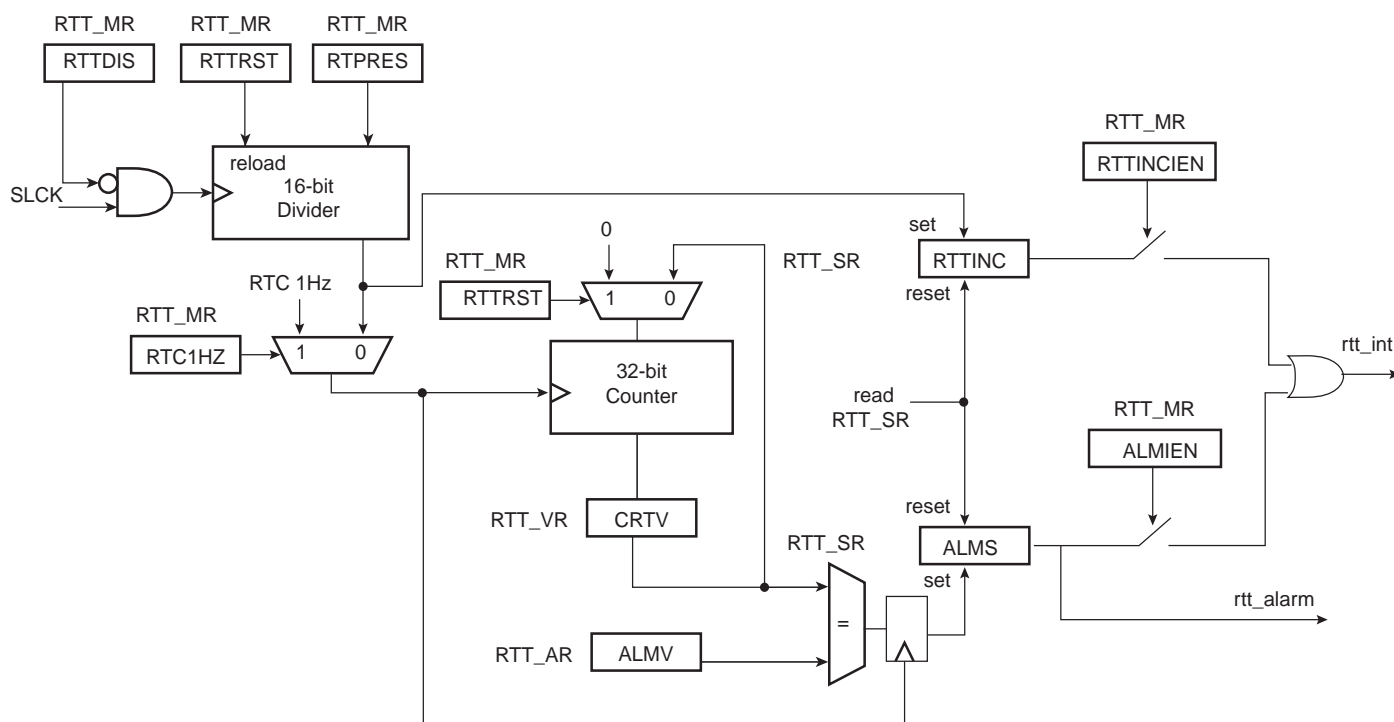 RTT_MR
RTT_MR
RTT_MR
RTTDIS
RTTRST
RTPRES
reload
16-bit
Divider
SLCK
RTT_MR
RTTINCIEN
0
set
RTT_MR
RTT_SR
RTTINC
RTC 1Hz
RTTRST
1
0
reset
RTT_MR
RTC1HZ
1
0
32-bit
Counter
rtt_int
read
RTT_SR
RTT_MR
ALMIEN
RTT_VR
CRTV
reset
RTT_SR
ALMS
set
rtt_alarm
=
RTT_AR
ALMV